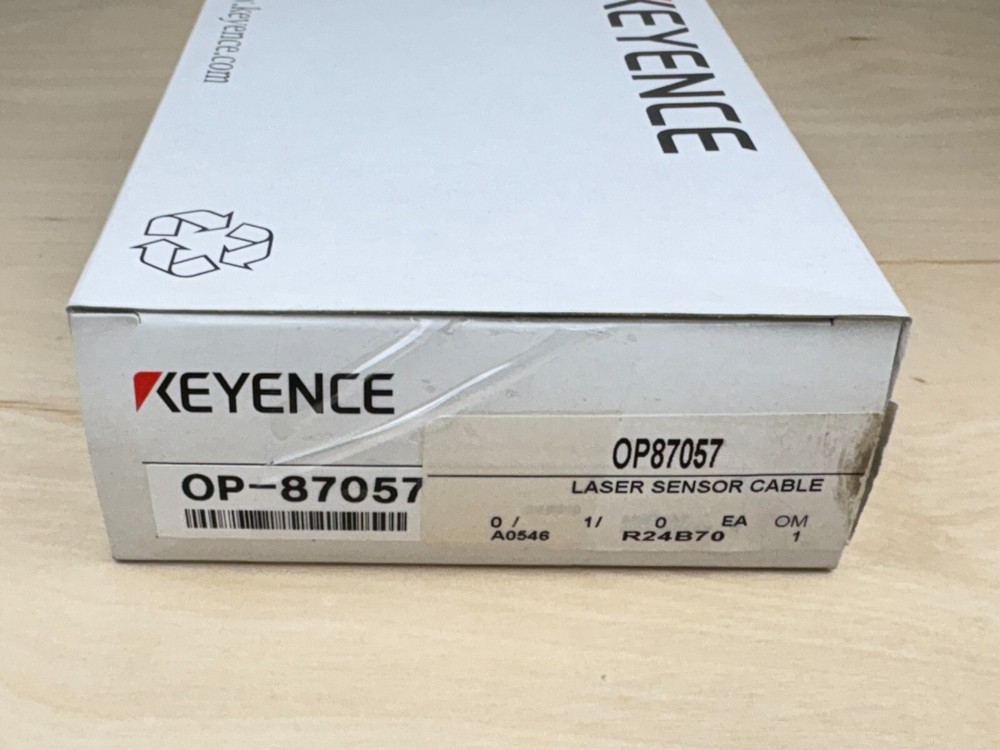 .keyence.com
KEYENCE
KEYENCE
OP-87057
OP87057
LASER SENSOR CABLE
0 / 1/ 0 EA OM
A0546 R24B70 1